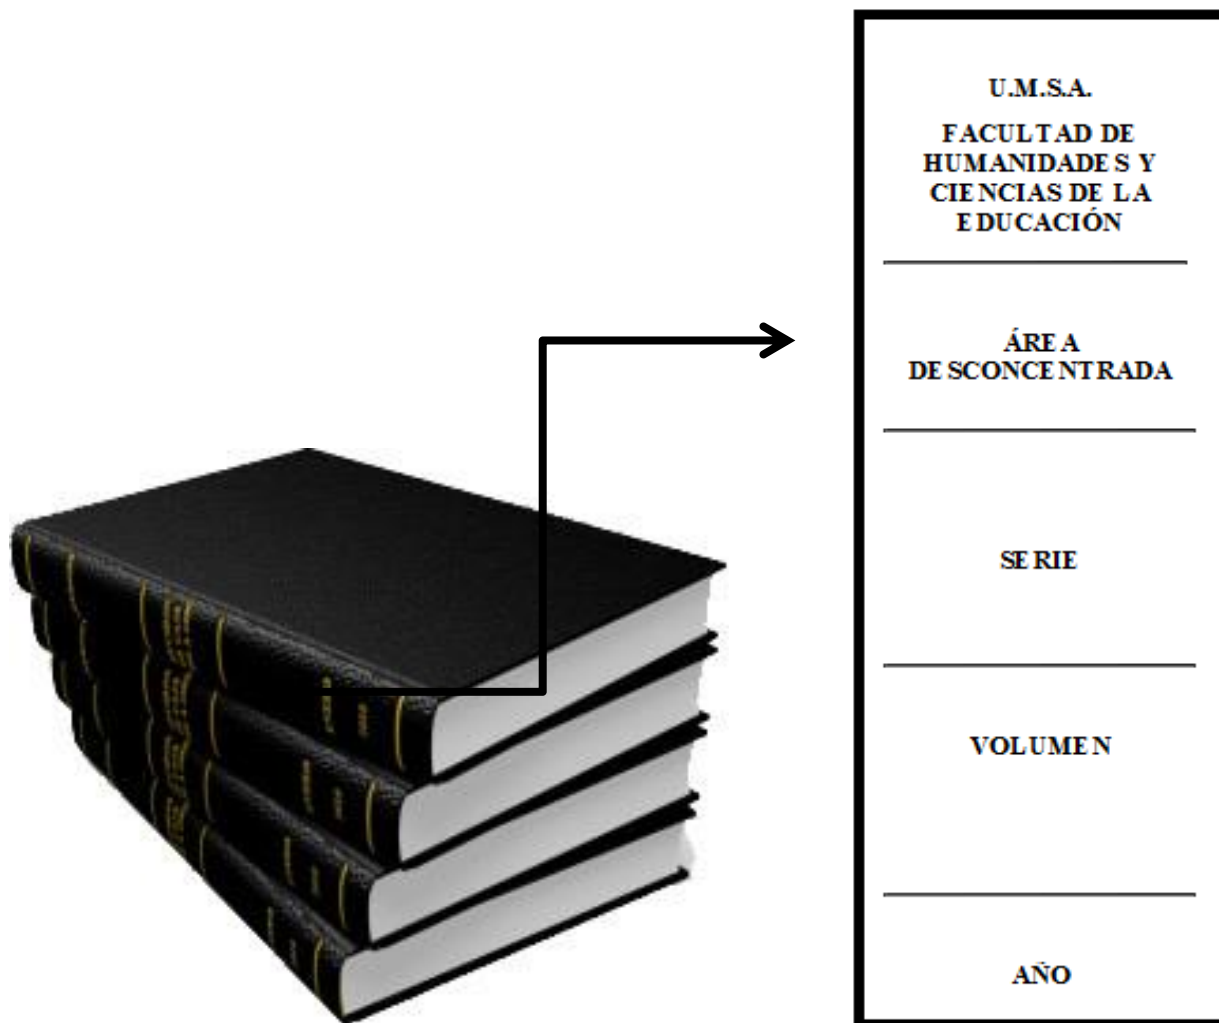 U.M.S.A.
FACULTAD DE
HUMANIDADES Y
CIENCIAS DE LA
EDUCACIÓN
ÁREA
DESCONCENTRADA
SERIE
VOLUMEN
AÑO